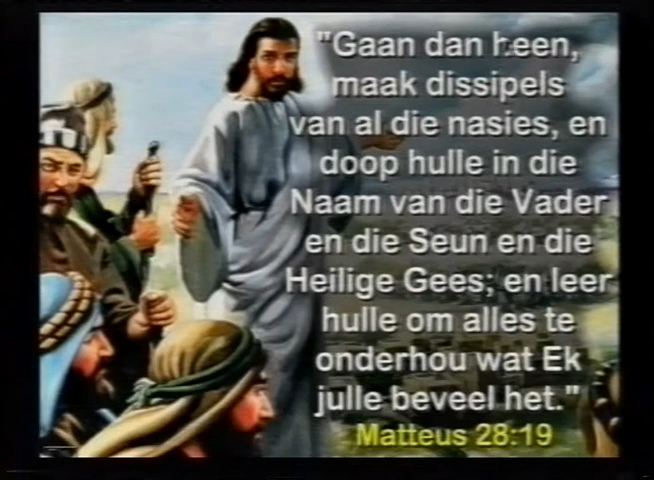 "Gaan dan heen,
maak dissipels
van al die nasies, en
doop hulle in die
Naam van die Vader
en die Seun en die
Heilige Gees; en leer
hulle om alles te
onderhou wat Ek
julle beveel het."
Matteus 28:19